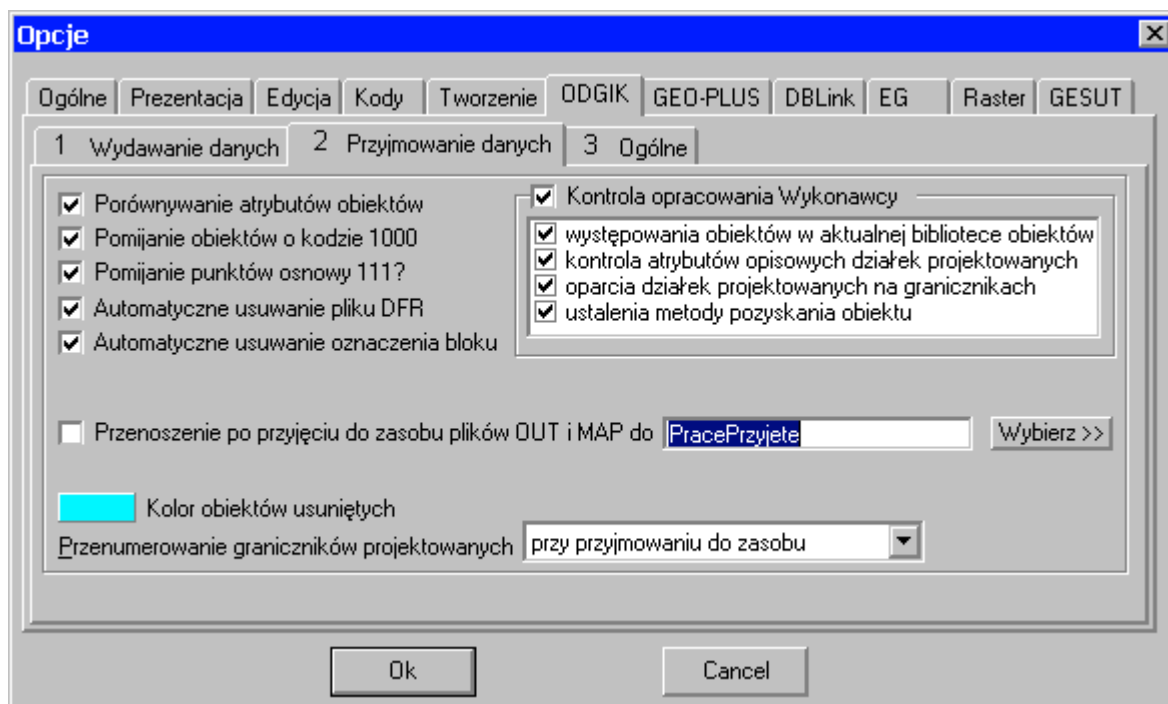 Opcje
Ogólne Prezentacja Edycja Kody Tworzenie ODGIK GEO-PLUS DBLink EG Raster GESUT
1 Wydawanie danych 2 Przyjmowanie danych 3 Ogólne
Porównywanie atrybutów obiektów
Pomijanie obiektów o kodzie 1000
Pomijanie punktów osnowy 111?
Automatyczne usuwanie pliku DFR
Automatyczne usuwanie oznaczenia bloku
Kontrola opracowania Wykonawcy
występowania obiektów w aktualnej bibliotece obiektów
kontrola atrybutów opisowych działek projektowanych
oparcia działek projektowanych na granicznikach
ustalenia metody pozyskania obiektu
Przenoszenie po przyjęciu do zasobu plików OUT i MAP do PracePrzyjete Wybierz >>
Kolor obiektów usuniętych
Przenumerowanie graniczników projektowanych przy przyjmowaniu do zasobu
Ok Cancel